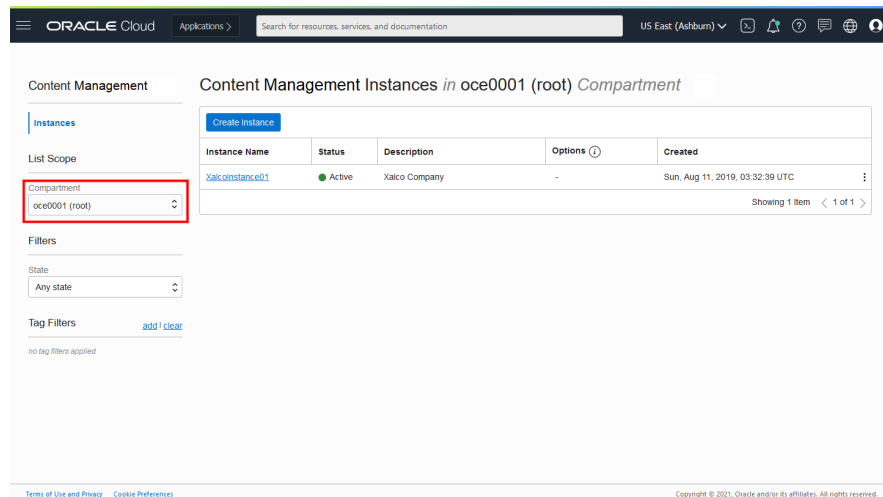 ORACLE Cloud
Applications >
Search for resources, services, and documentation
US East (Ashburn)
Content Management
Instances
List Scope
Compartment
oce0001 (root)
Filters
State
Any state
Tag Filters
add | clear
no tag filters applied
Content Management Instances in oce0001 (root) Compartment
Create Instance
Instance Name Status Description Options i Created
XalcoInstance01 Active Xalco Company - Sun, Aug 11, 2019, 03:32:39 UTC
Showing 1 Item < 1 of 1 >
Terms of Use and Privacy Cookie Preferences
Copyright © 2021, Oracle and/or its affiliates. All rights reserved.